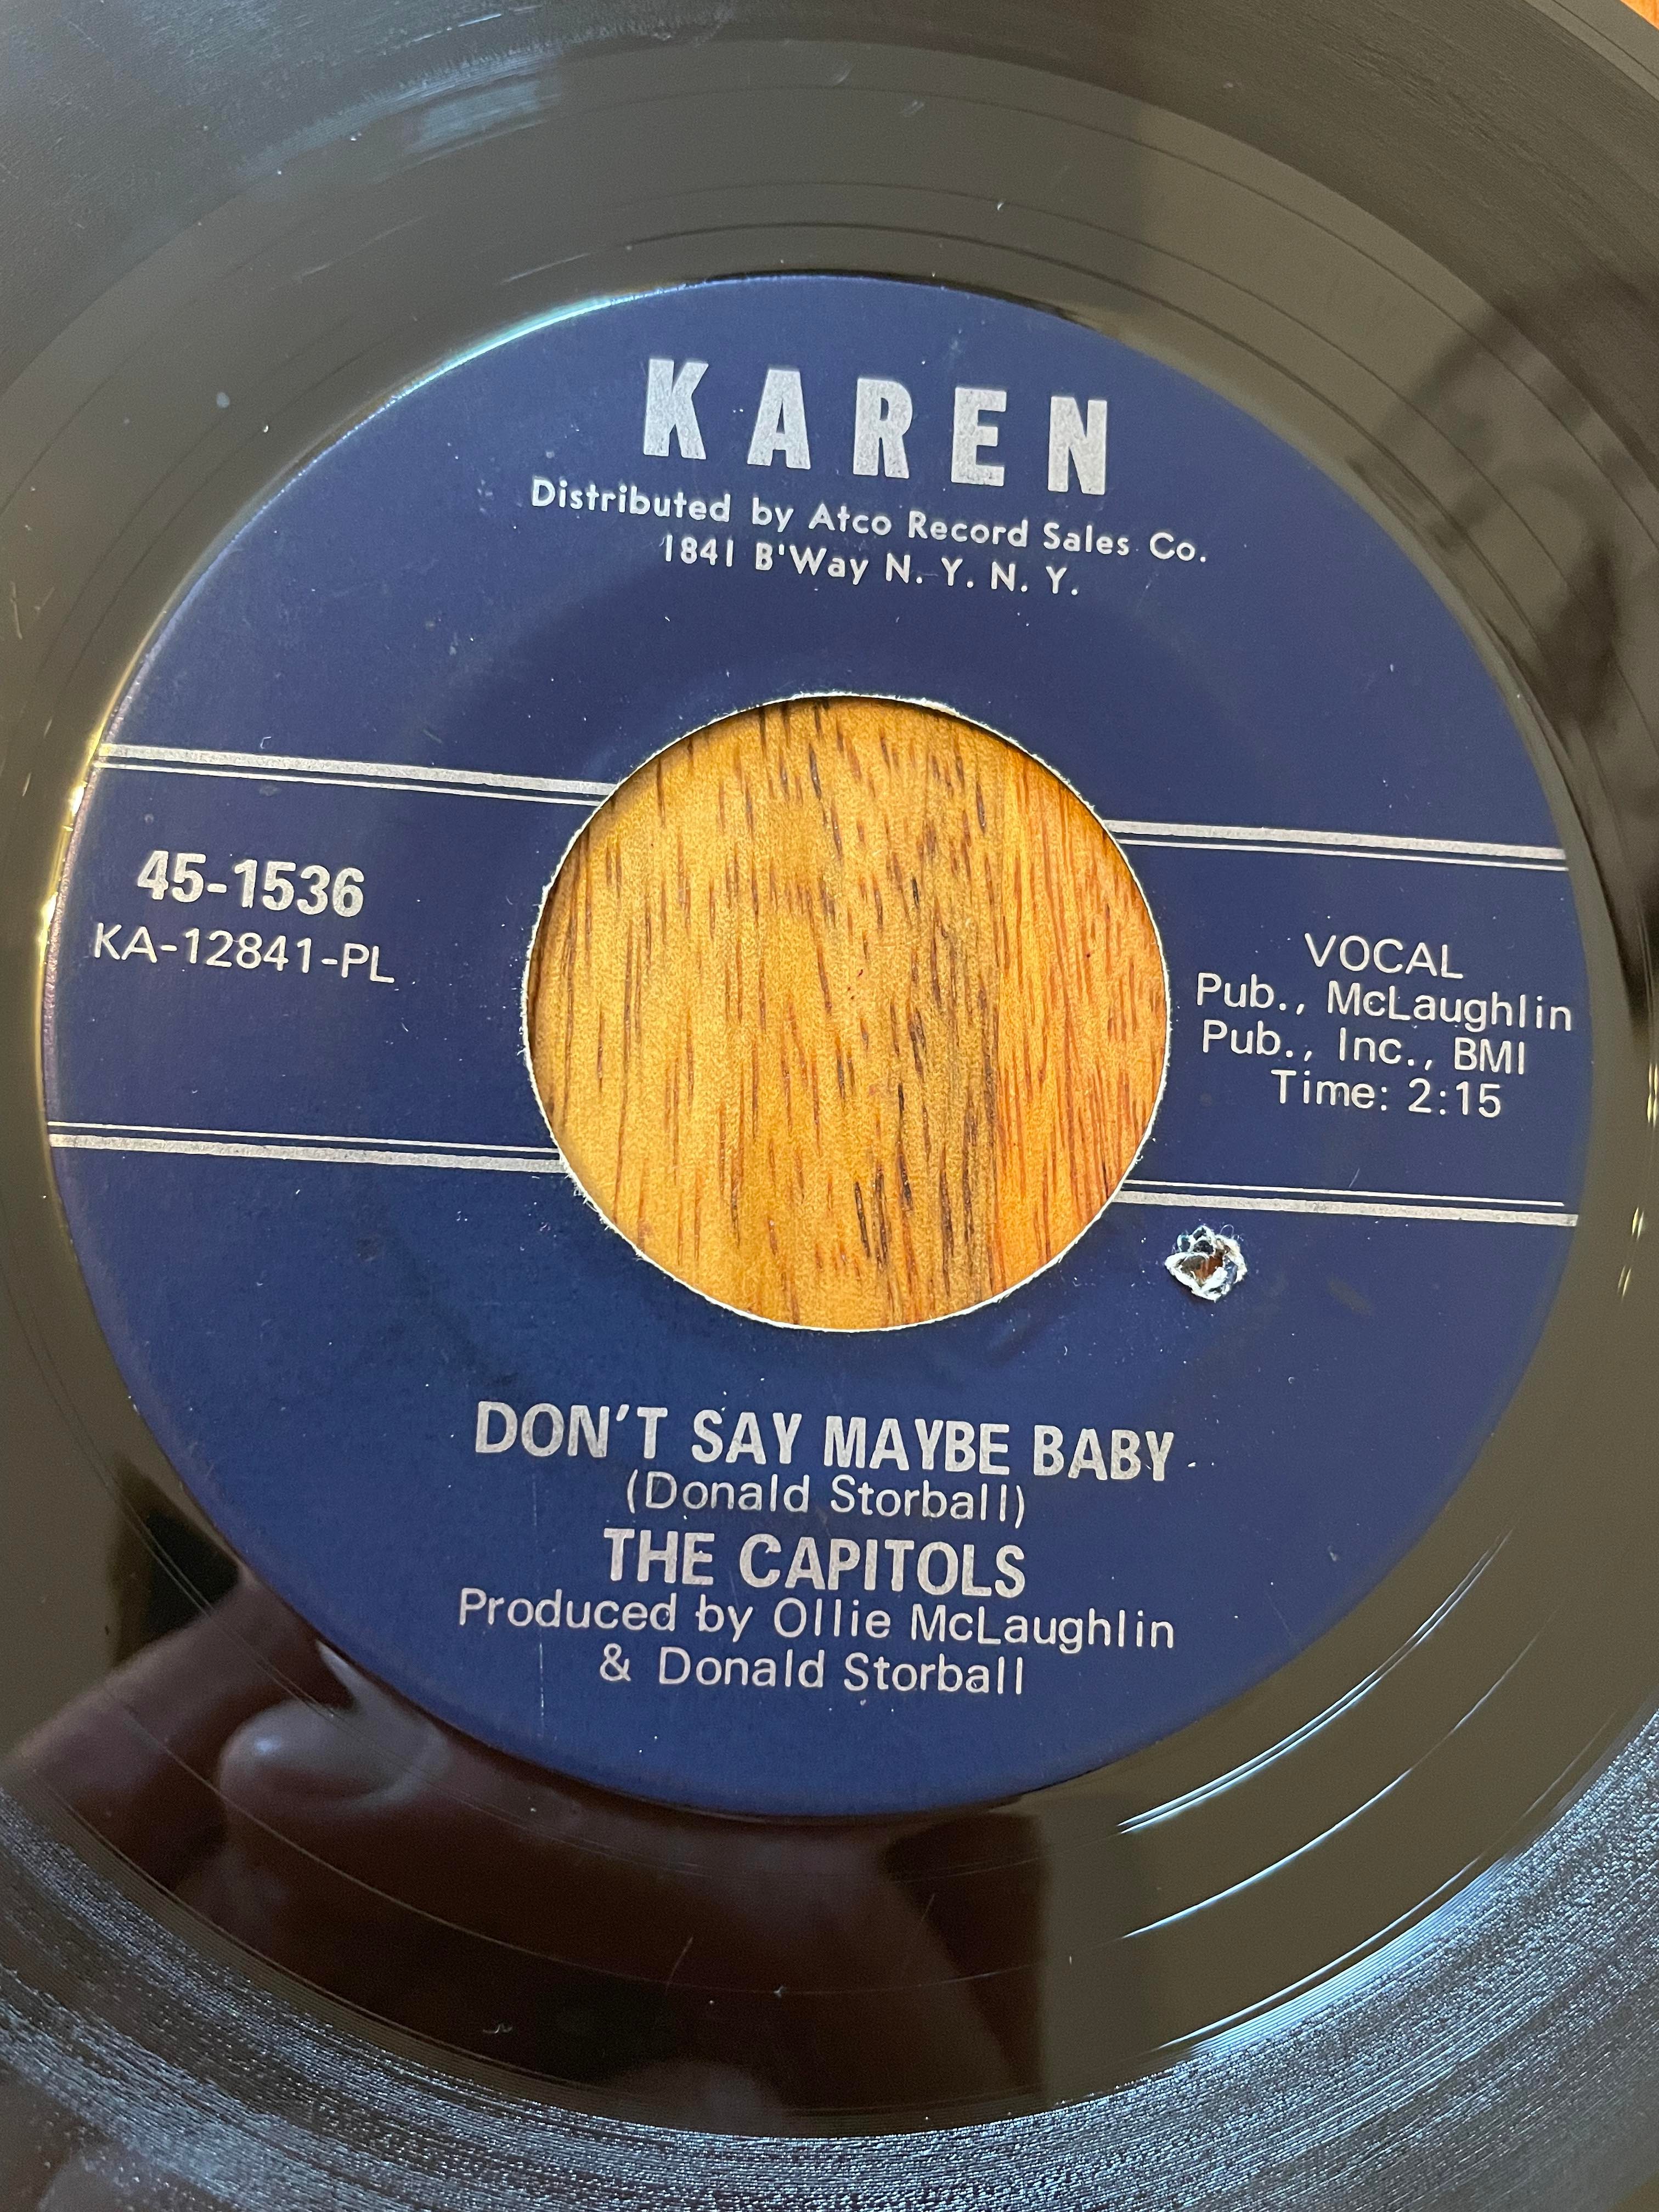 KAREN
Distributed by Atco Record Sales Co.
1841 B'Way N. Y. N. Y.
45-1536
KA-12841-PL
VOCAL
Pub., McLaughlin
Pub., Inc., BMI
Time: 2:15
DON'T SAY MAYBE BABY
(Donald Storball)
THE CAPITOLS
Produced by Ollie McLaughlin
& Donald Storball